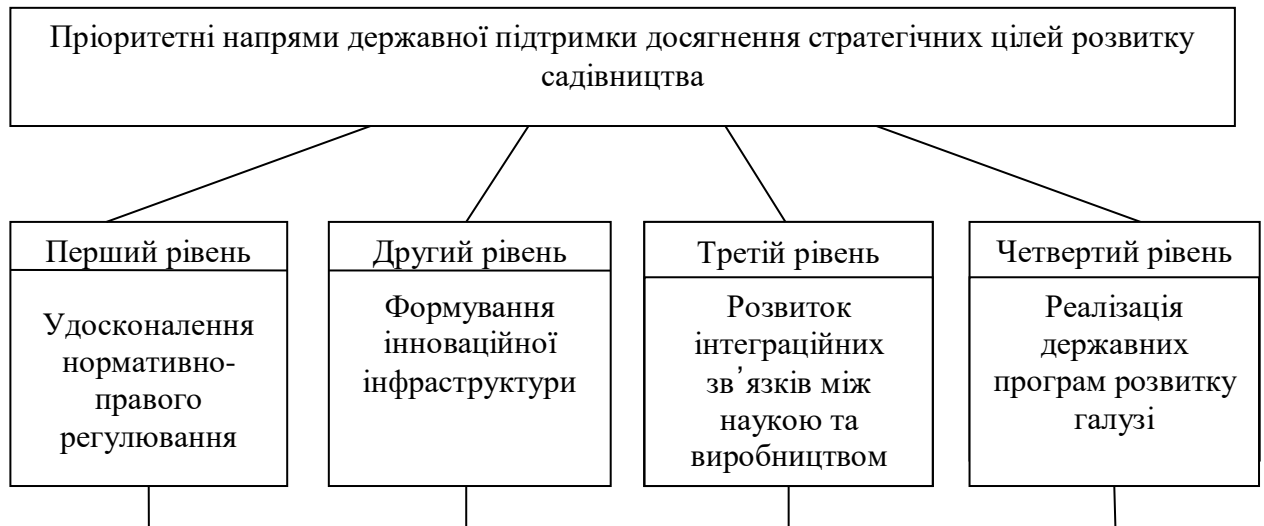 Пріоритетні напрями державної підтримки досягнення стратегічних цілей розвитку
садівництва
Перший рівень
Удосконалення
нормативно-
правого
регулювання
Другий рівень
Формування
інноваційної
інфраструктури
Третій рівень
Розвиток
інтеграційних
зв’язків між
наукою та
виробництвом
Четвертий рівень
Реалізація
державних
програм розвитку
галузі